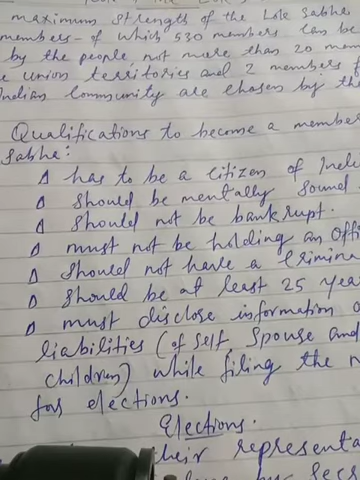 maximum strength of the Lok Sabha
members - of which 530 members can be
by the people not more than 20 mem
union territories and 2 members f
Indian Community are chosen by the
Qualifications to become a member
Sabha:
has to be a Citizen of Indi
should be mentally sound
should not be bankrupt.
must not be holding an offi
should not have a crimina
should be at least 25 yea
must disclose information o
liabilities (of self, spouse and
children) while filing the n
for elections.
Elections.
their representa